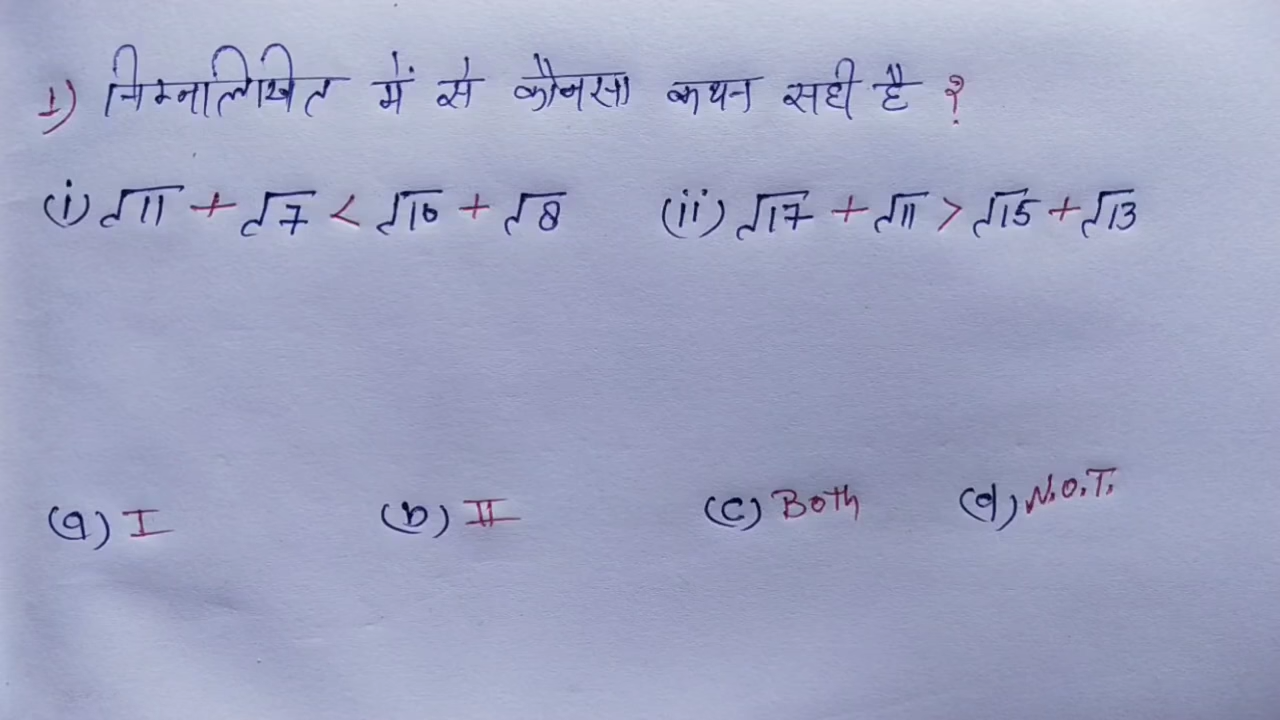 1) निम्नलिखित में से कौनसा कथन सही है ?
(i) √11 + √7 < √10 + √8 (ii) √17 + √11 > √15 + √13
(a) I (b) II (c) Both (d) N.O.T.